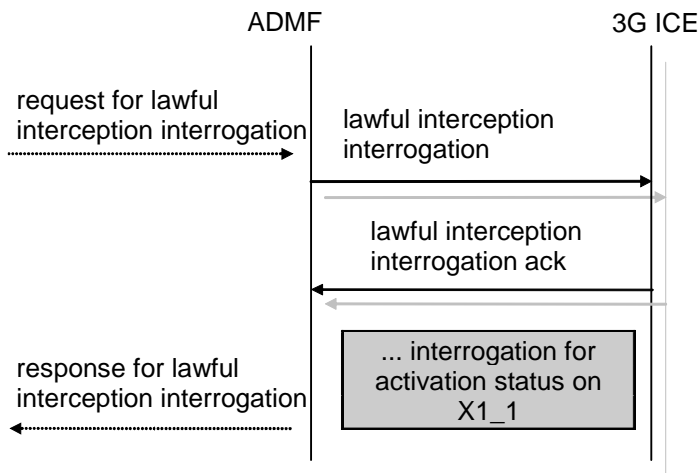 ADMF
3G ICE
request for lawful
interception interrogation
lawful interception
interrogation
lawful interception
interrogation ack
... interrogation for
activation status on
X1_1
response for lawful
interception interrogation